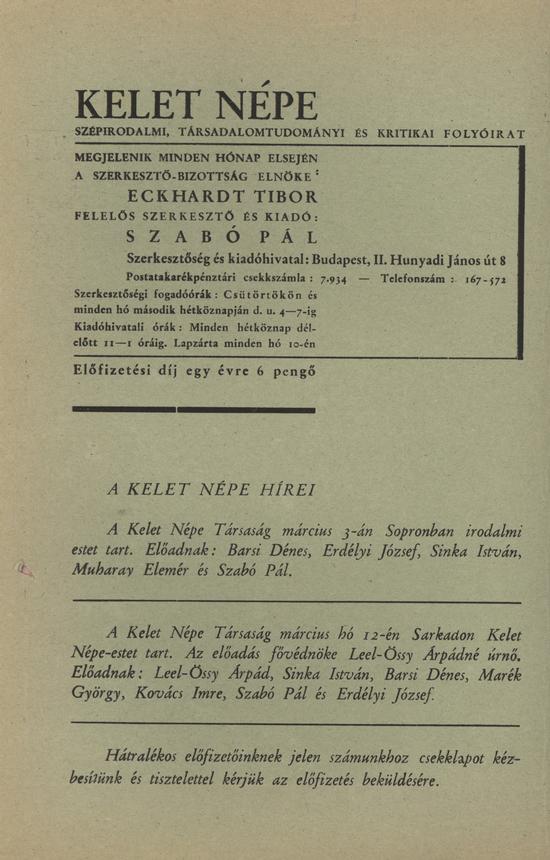 KELET NÉPE
SZÉPIRODALMI, TÁRSADALOMTUDOMÁNYI ÉS KRITIKAI FOLYÓIRAT
MEGJELENIK MINDEN HÓNAP ELSEJÉN
A SZERKESZTŐ-BIZOTTSÁG ELNÖKE:
ECKHARDT TIBOR
FELELŐS SZERKESZTŐ ÉS KIADÓ:
SZABÓ PÁL
Szerkesztőség és kiadóhivatal: Budapest, II. Hunyadi János út 8
Postatakarékpénztári csekkszámla: 7.934 — Telefonszám: 167-572
Szerkesztőségi fogadóórák: Csütörtökön és
minden hó második hétköznapján d. u. 4—7-ig
Kiadóhivatali órák: Minden hétköznap dél-
előtt 11—1 óráig. Lapzárta minden hó 10-én
Előfizetési díj egy évre 6 pengő
A KELET NÉPE HÍREI
A Kelet Népe Társaság március 3-án Sopronban irodalmi
estet tart. Előadnak: Barsi Dénes, Erdélyi József, Sinka István,
Muharay Elemér és Szabó Pál.
A Kelet Népe Társaság március hó 12-én Sarkadon Kelet
Népe-estet tart. Az előadás fővédnöke Leel-Össy Árpádné úrnő.
Előadnak: Leel-Össy Árpád, Sinka István, Barsi Dénes, Marék
György, Kovács Imre, Szabó Pál és Erdélyi József.
Hátralékos előfizetőinknek jelen számunkhoz csekklapot kéz-
besítünk és tisztelettel kérjük az előfizetés beküldésére.